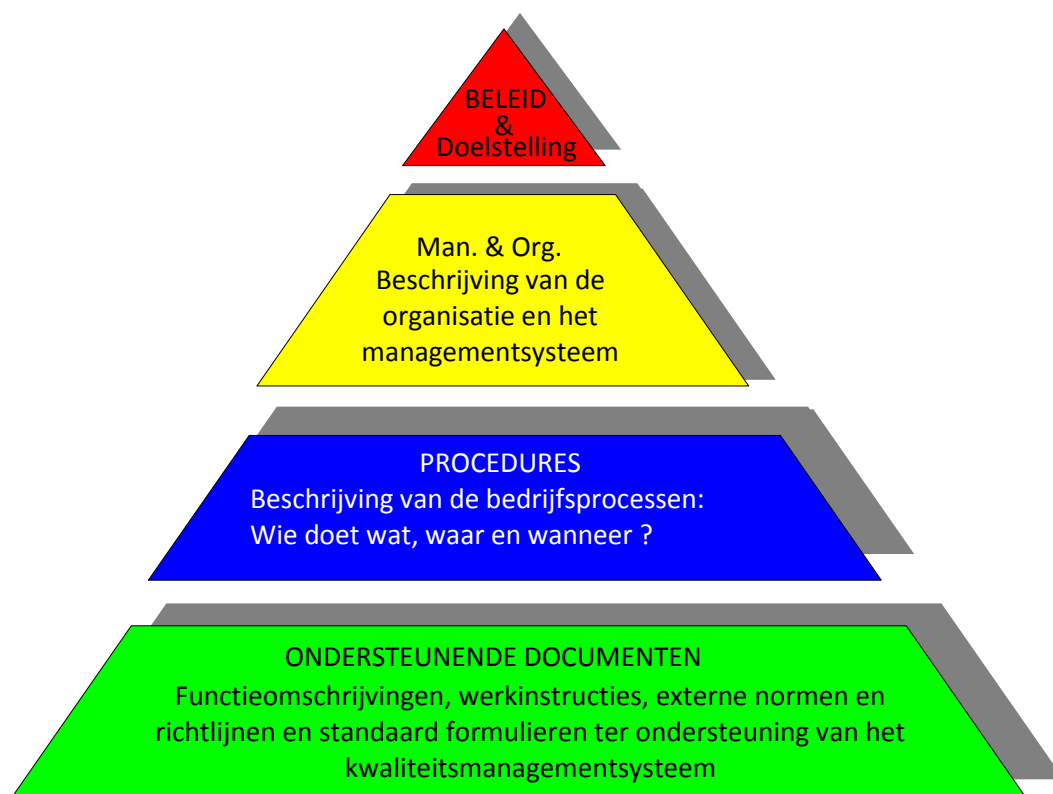 BELEID
&
Doelstelling
Man. & Org.
Beschrijving van de
organisatie en het
managementsysteem
PROCEDURES
Beschrijving van de bedrijfsprocessen:
Wie doet wat, waar en wanneer ?
ONDERSTEUNENDE DOCUMENTEN
Functieomschrijvingen, werkinstructies, externe normen en
richtlijnen en standaard formulieren ter ondersteuning van het
kwaliteitsmanagementsysteem